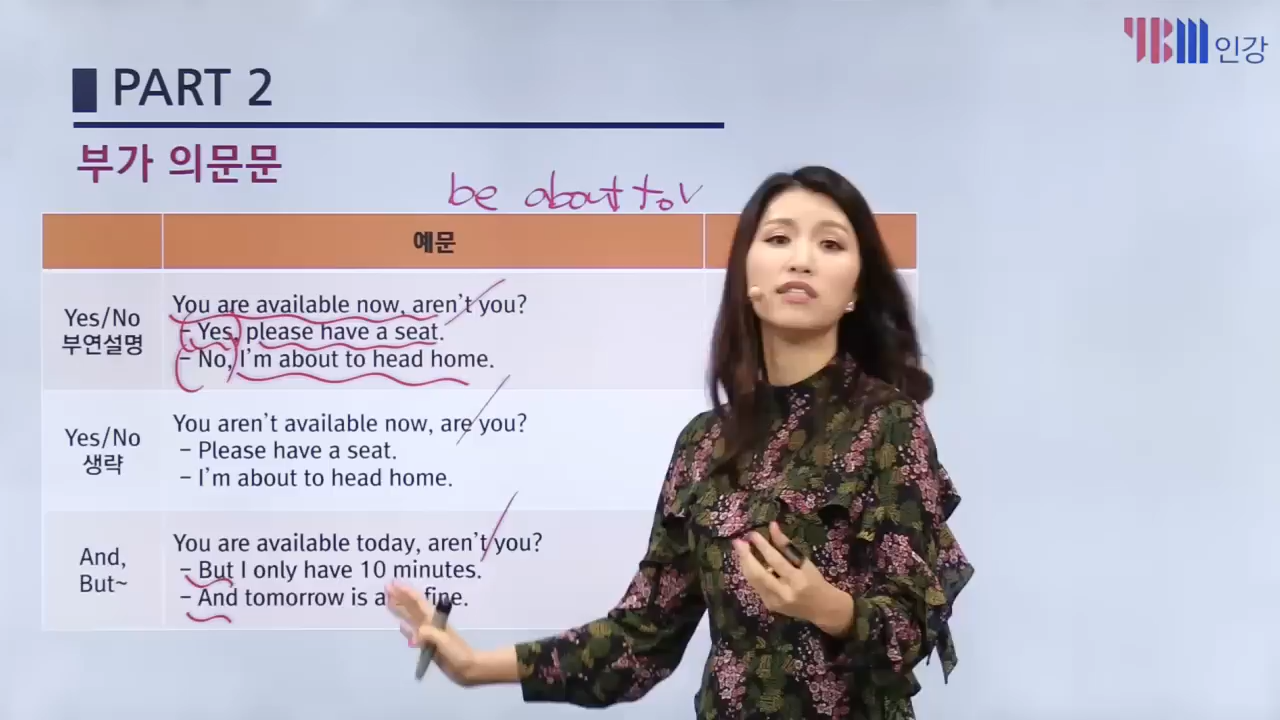 YBM 인강
PART 2
부가 의문문
be about to v
예문
Yes/No
부연설명
You are available now, aren't you?
– Yes, please have a seat.
– No, I'm about to head home.
Yes/No
생략
You aren't available now, are you?
– Please have a seat.
– I'm about to head home.
And,
But~
You are available today, aren't you?
– But I only have 10 minutes.
– And tomorrow is fine.